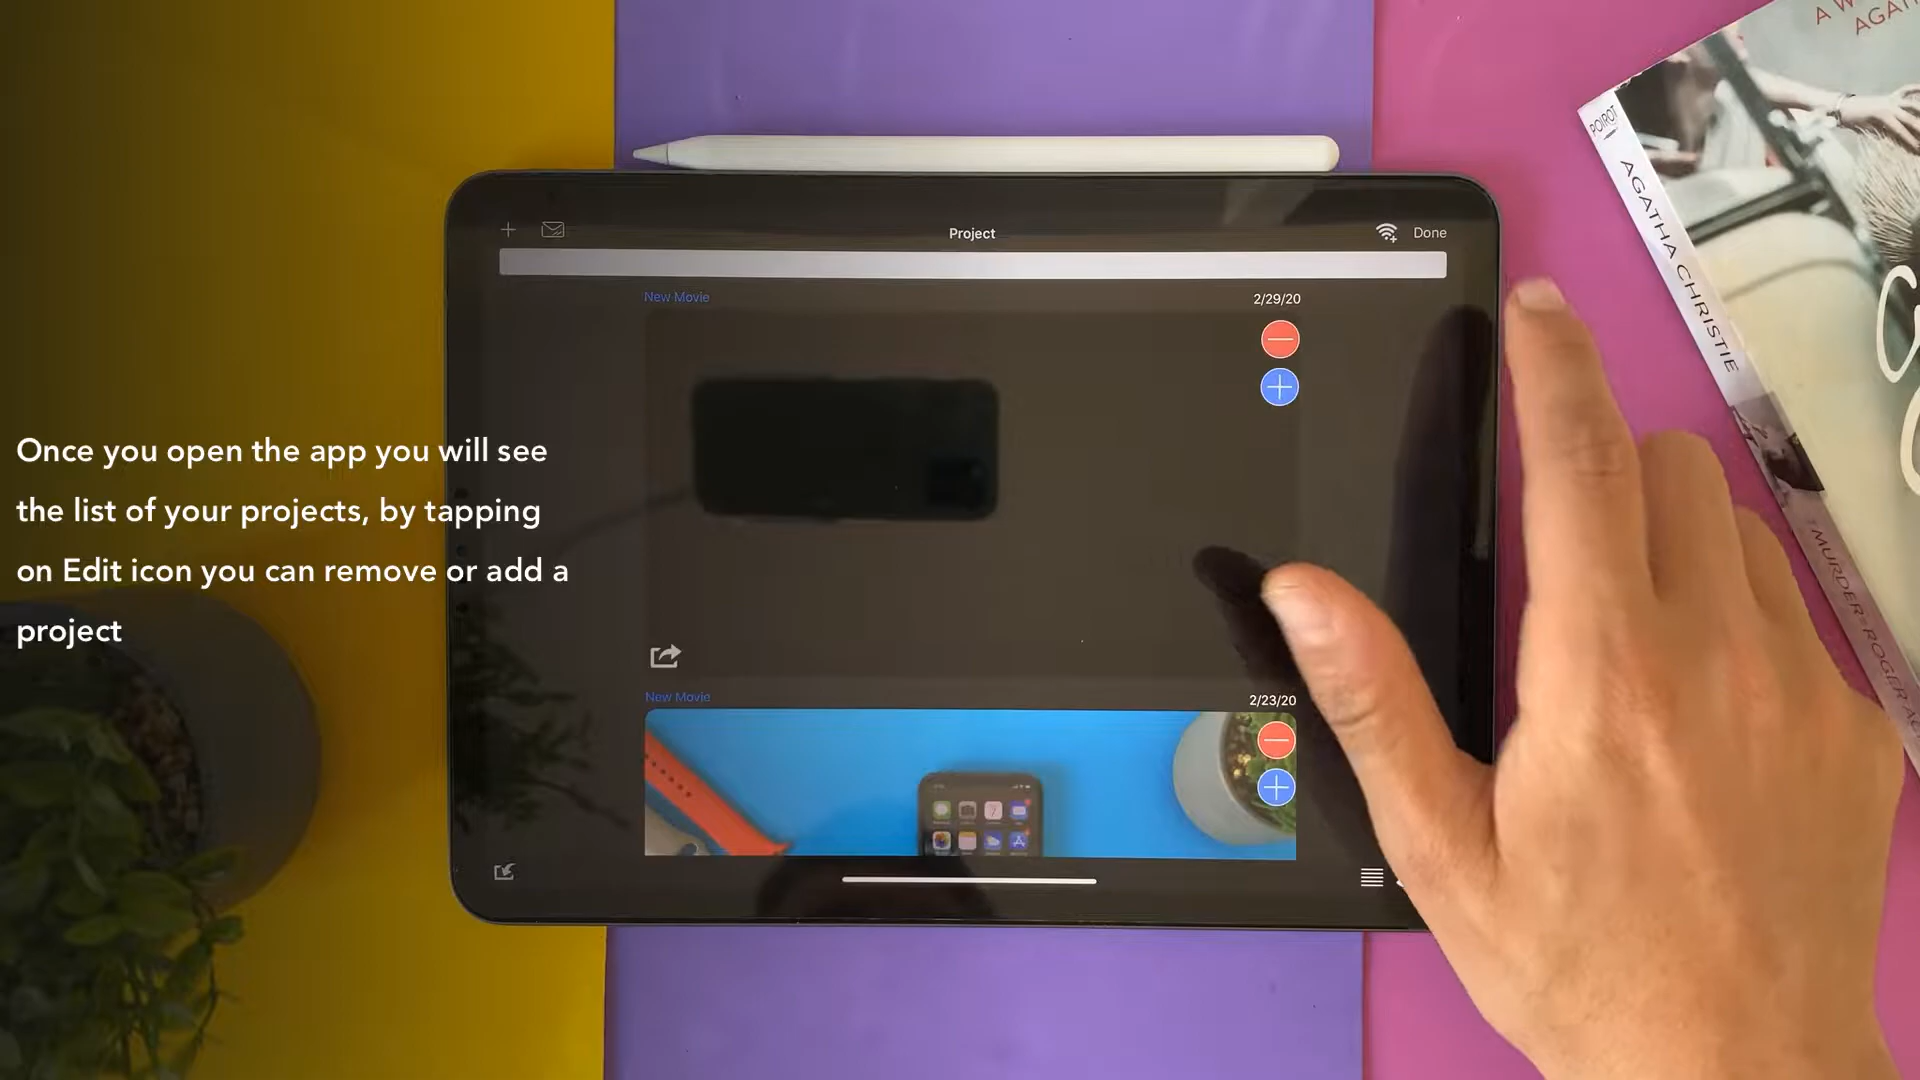 Once you open the app you will see
the list of your projects, by tapping
on Edit icon you can remove or add a
project
Project
Done
New Movie
2/29/20
New Movie
2/23/20
POIROT
AGATHA CHRISTIE
MURDER
ROGER